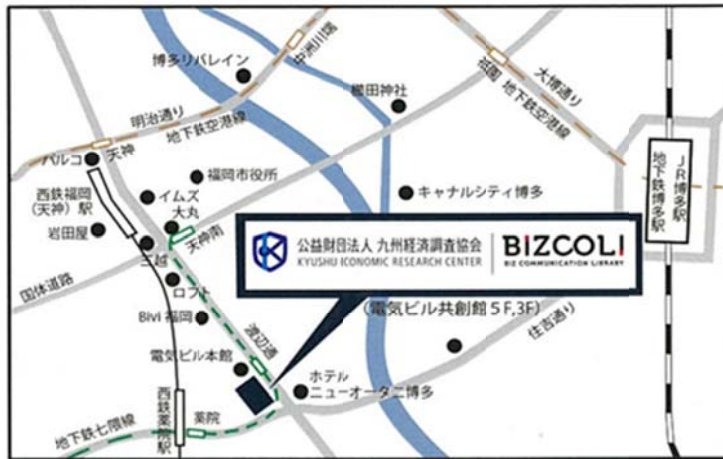 博多リバレイン
中洲川端
祇園
大博通り
地下鉄空港線
櫛田神社
明治通り
地下鉄空港線
天神
パルコ
福岡市役所
西鉄福岡
(天神)駅
イムズ
大丸
キャナルシティ博多
JR博多駅
地下鉄博多駅
岩田屋
天神南
三越
公益財団法人 九州経済調査協会
KYUSHU ICONOMIC RESEARCH CENTER
BIZCOLI
BIZ COMMUNICATION LIBRARY
国体道路
ロフト
(電気ビル共創館5F,3F)
Bivi 福岡
渡辺通
住吉通り
電気ビル本館
ホテル
ニューオータニ博多
西鉄薬院駅
薬院
地下鉄七隈線